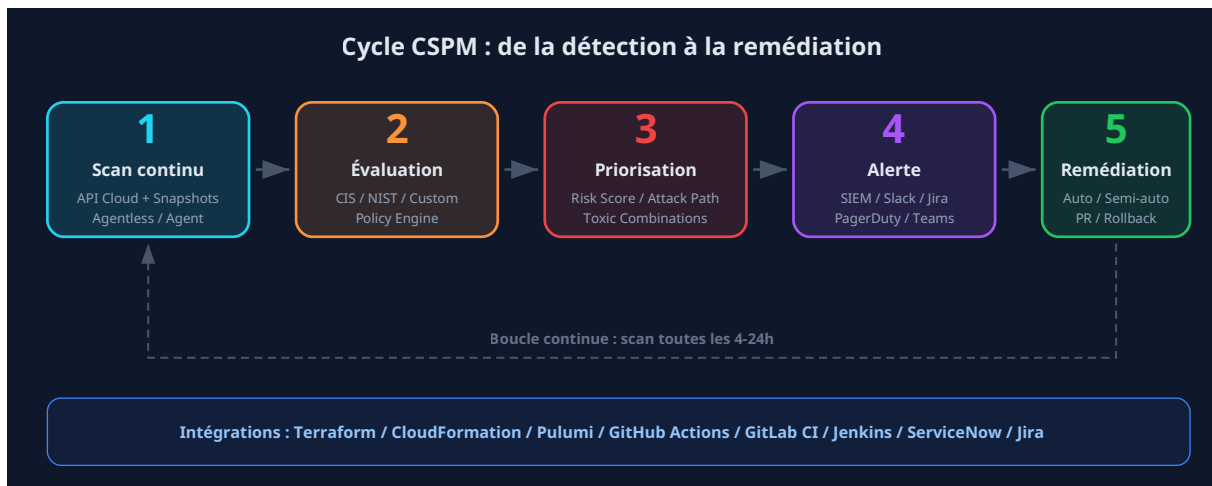 Cycle CSPM : de la détection à la remédiation
1
Scan continu
API Cloud + Snapshots
Agentless / Agent
2
Évaluation
CIS / NIST / Custom
Policy Engine
3
Priorisation
Risk Score / Attack Path
Toxic Combinations
4
Alerte
SIEM / Slack / Jira
PagerDuty / Teams
5
Remédiation
Auto / Semi-auto
PR / Rollback
Boucle continue : scan toutes les 4-24h
Intégrations : Terraform / CloudFormation / Pulumi / GitHub Actions / GitLab CI / Jenkins / ServiceNow / Jira